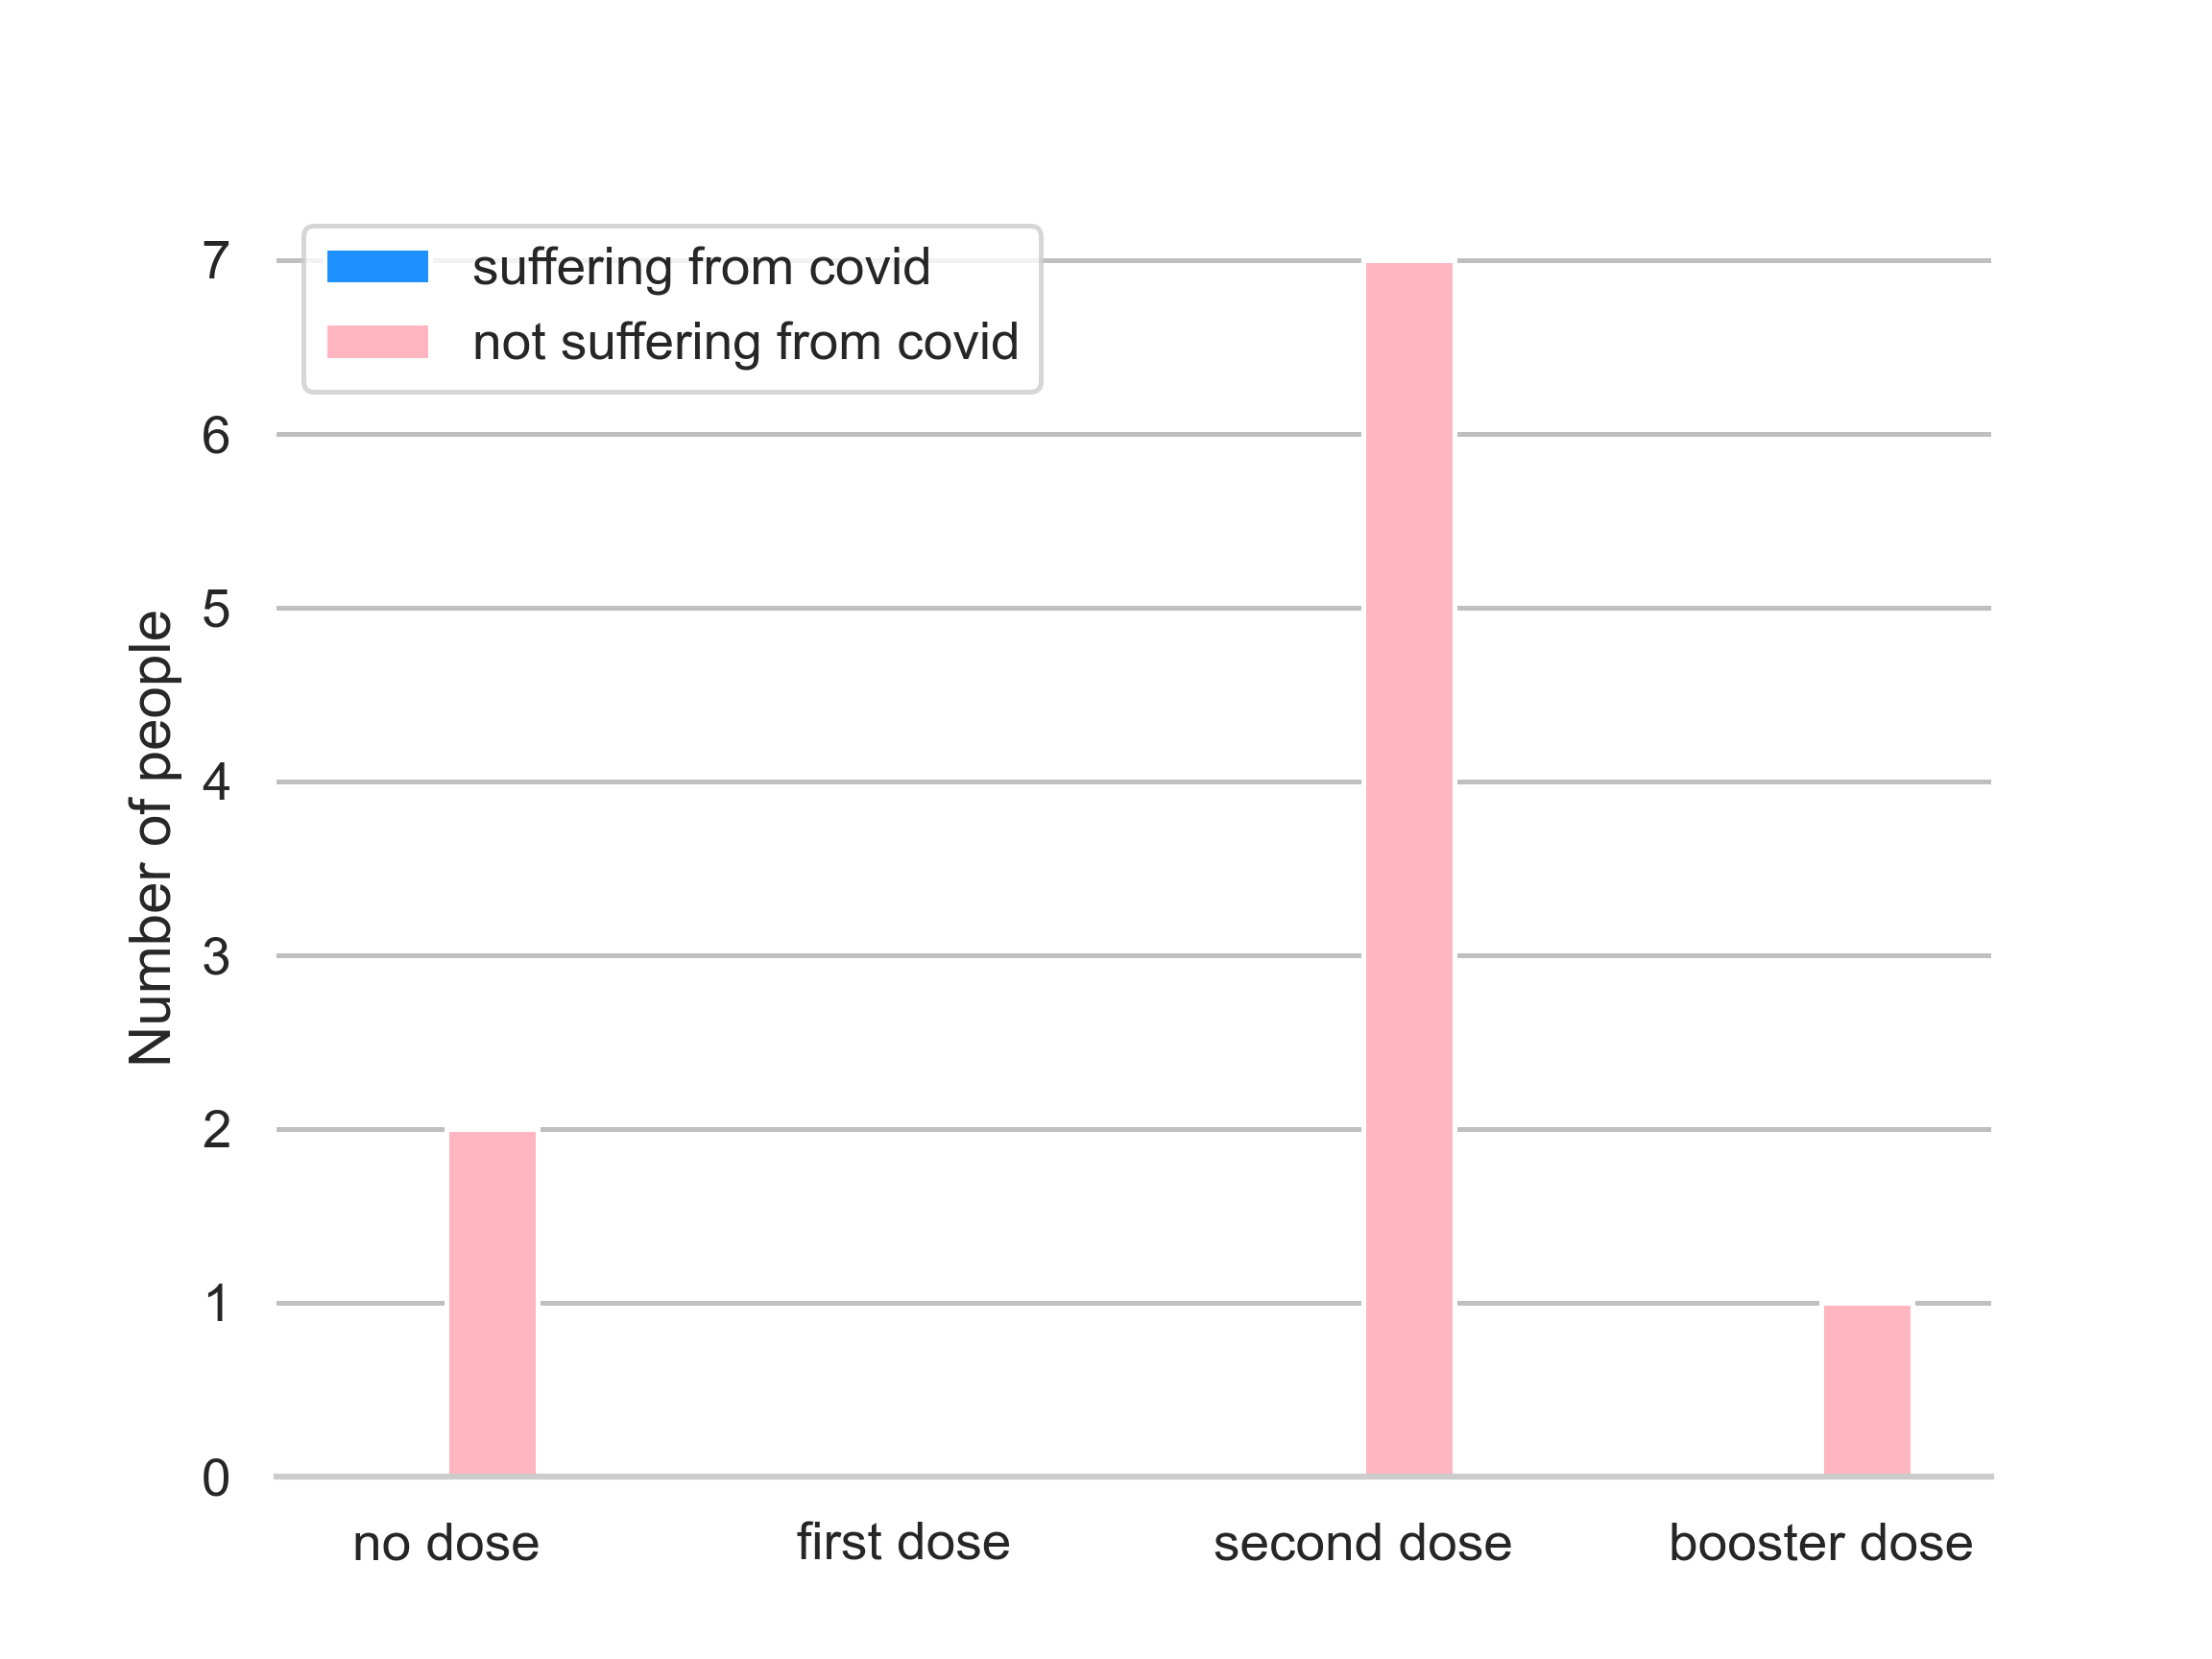 suffering from covid
not suffering from covid
Number of people
7
6
5
4
3
2
1
0
no dose first dose second dose booster dose